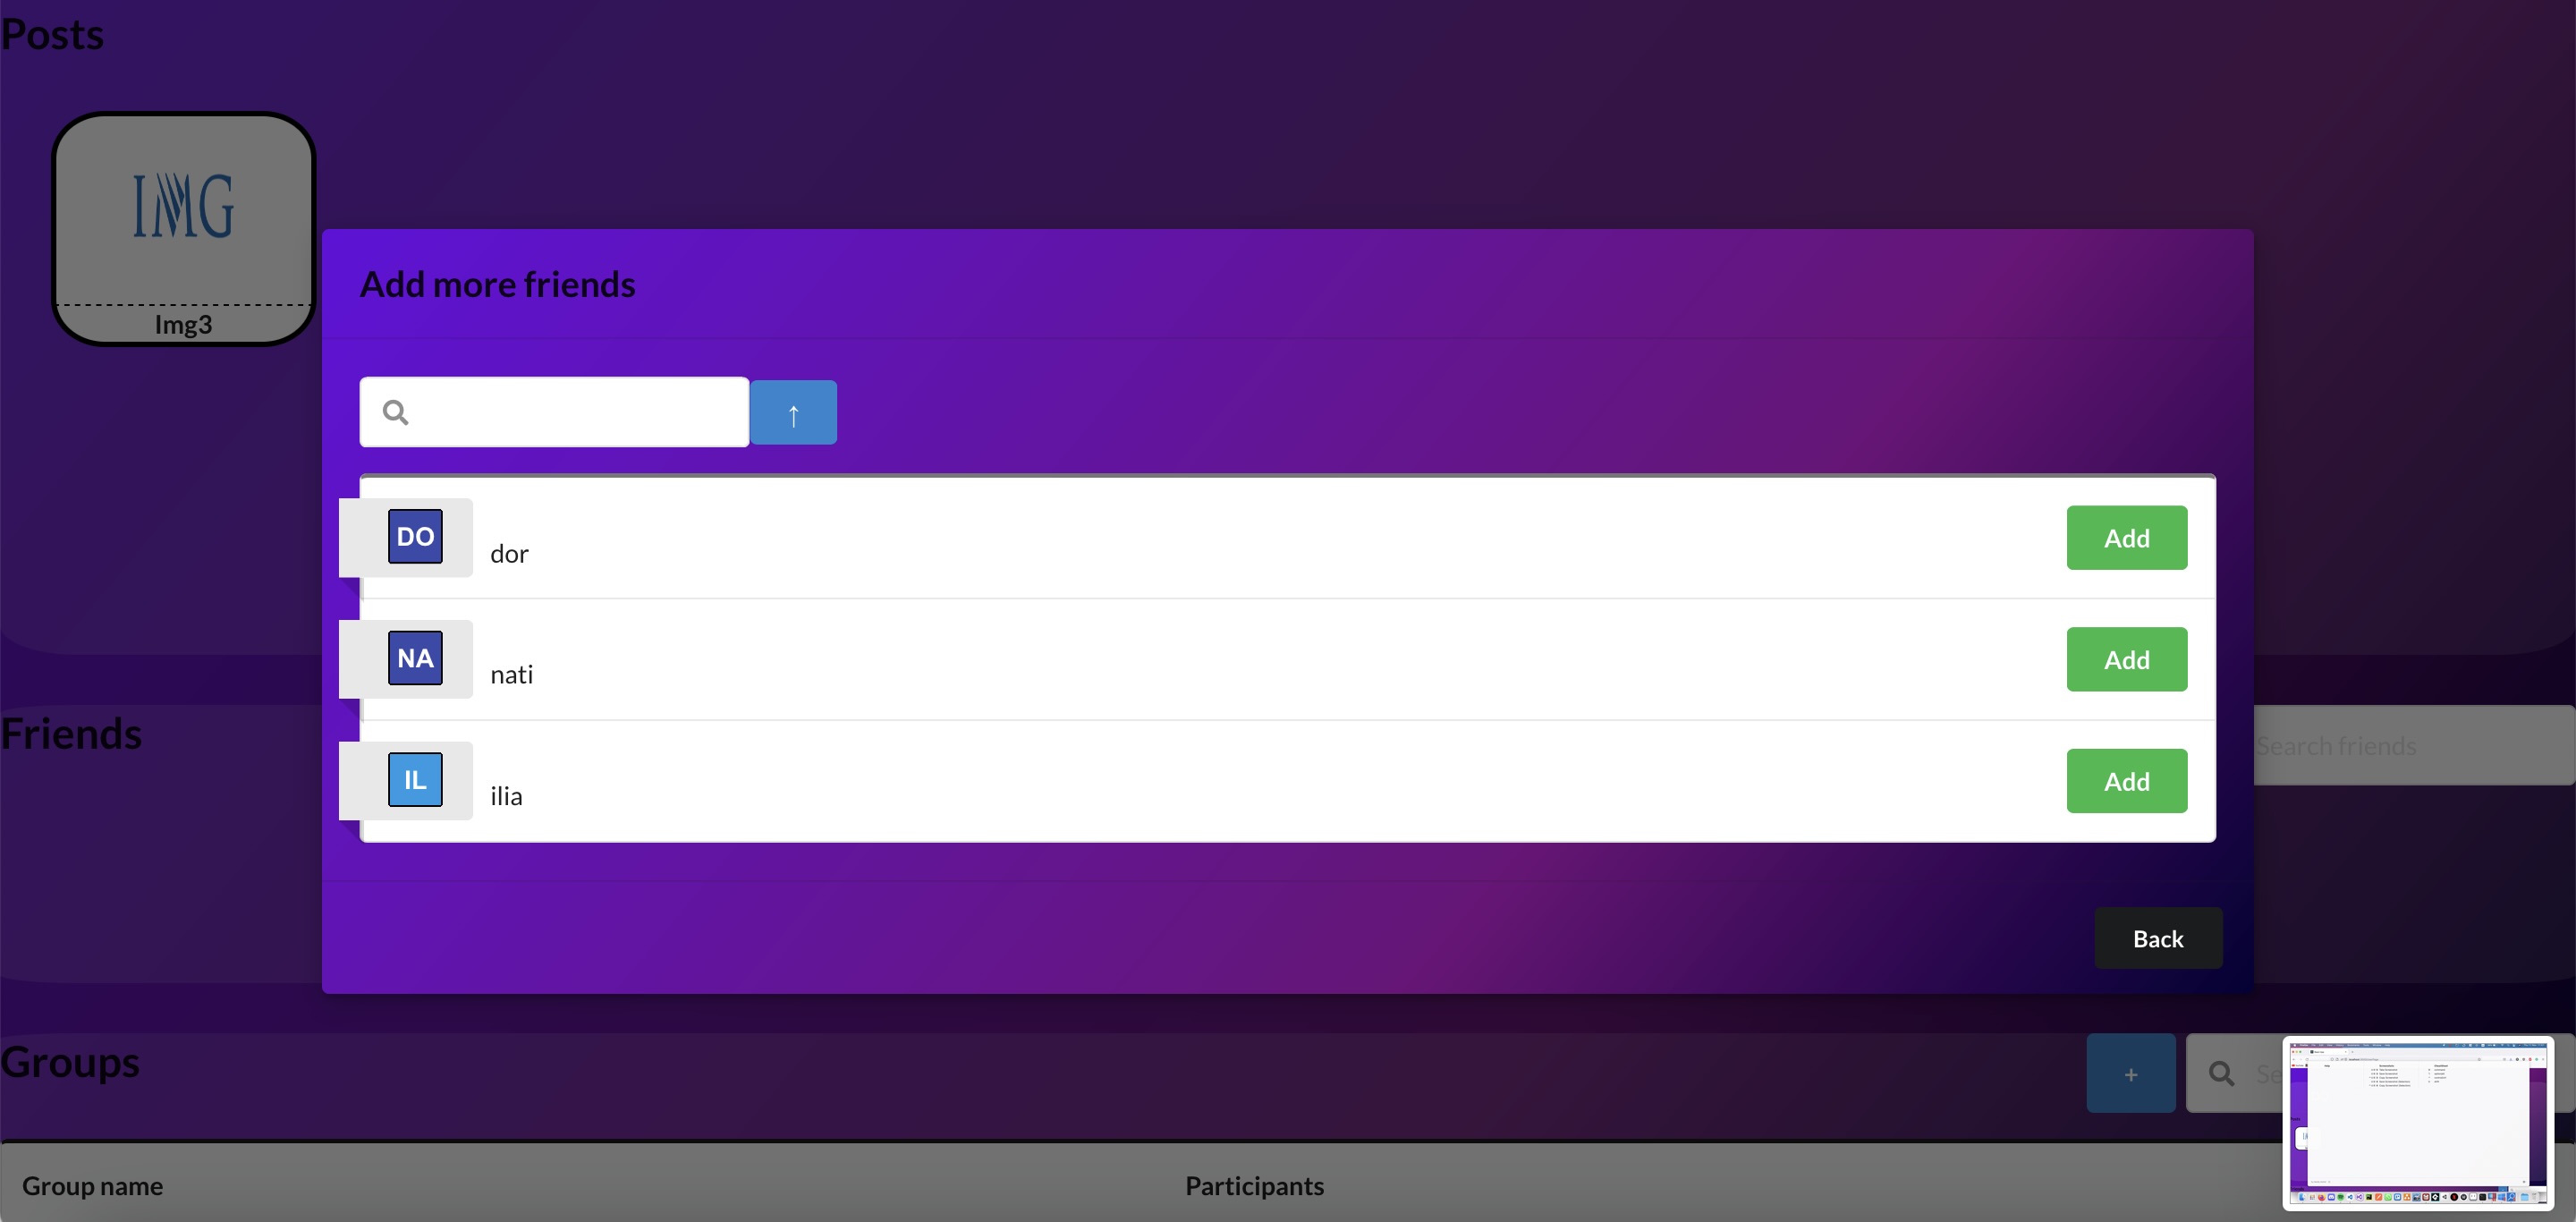 Posts
IMG
Img3
Add more friends
↑
DO dor Add
NA nati Add
IL ilia Add
Friends
Search friends
Back
Groups
+ Se
Group name Participants